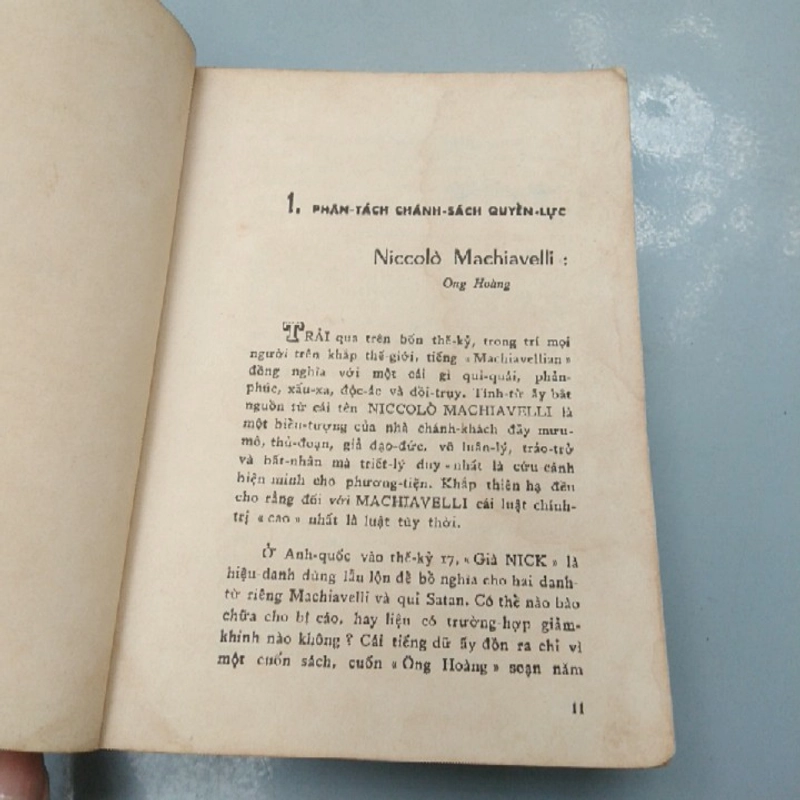 1. PHÂN-TÁCH CHÁNH-SÁCH QUYỀN-LỰC
Niccolò Machiavelli :
Ông Hoàng
TRẢI qua trên bốn thế-kỷ, trong trí mọi
người trên khắp thế-giới, tiếng «Machiavellian»
đồng nghĩa với một cái gì quỉ-quái, phản-
phúc, xấu-xa, độc-ác và đồi-trụy. Tính-từ ấy bắt
nguồn từ cái tên NICCOLÒ MACHIAVELLI là
một biểu-tượng của nhà chánh-khách đầy mưu-
mô, thủ-đoạn, giả đạo-đức, vô luân-lý, tráo-trở
và bất-nhân mà triết-lý duy-nhất là cứu cánh
biện minh cho phương-tiện. Khắp thiên hạ đều
cho rằng đối với MACHIAVELLI cái luật chính-
trị «cao» nhất là luật tùy thời.
Ở Anh-quốc vào thế-kỷ 17, «Già NICK» là
hiệu danh dùng lẫn lộn để bổ nghĩa cho hai danh-
từ riêng Machiavelli và quỉ Satan. Có thể nào bào
chữa cho bị cáo, hay liệu có trường-hợp giảm-
khinh nào không ? Cái tiếng dữ ấy đồn ra chỉ vì
một cuốn sách, cuốn «Ông Hoàng» soạn năm
11